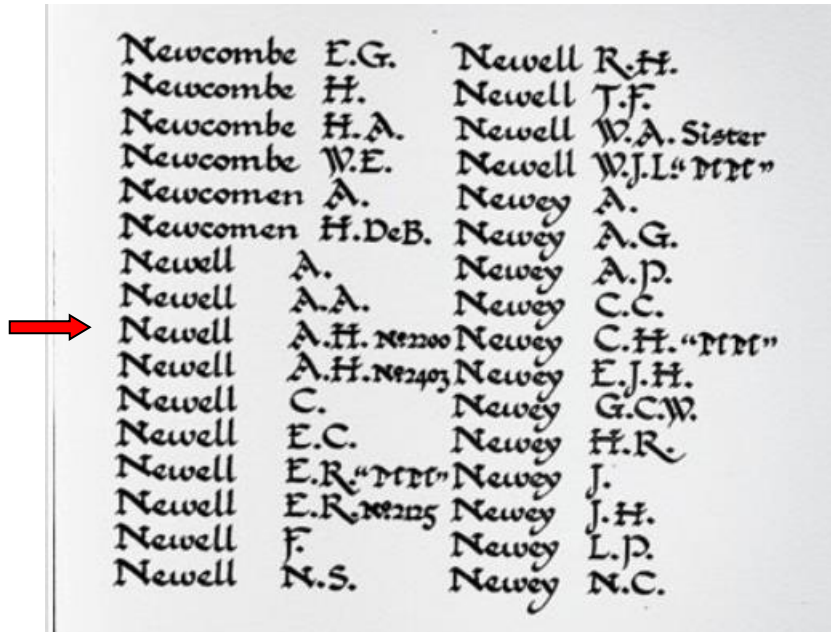 Newcombe E.G.
Newcombe H.
Newcombe H.A.
Newcombe W.E.
Newcomen A.
Newcomen H.DeB.
Newell A.
Newell A.A.
Newell A.H. No2200
Newell A.H. No2403
Newell C.
Newell E.C.
Newell E.R. "MM"
Newell E.R. No2125
Newell F.
Newell N.S.
Newell R.H.
Newell T.F.
Newell W.A. Sister
Newell W.J.L. "MM"
Newey A.
Newey A.G.
Newey A.P.
Newey C.C.
Newey C.H. "MM"
Newey E.J.H.
Newey G.C.W.
Newey H.R.
Newey J.
Newey J.H.
Newey L.P.
Newey N.C.